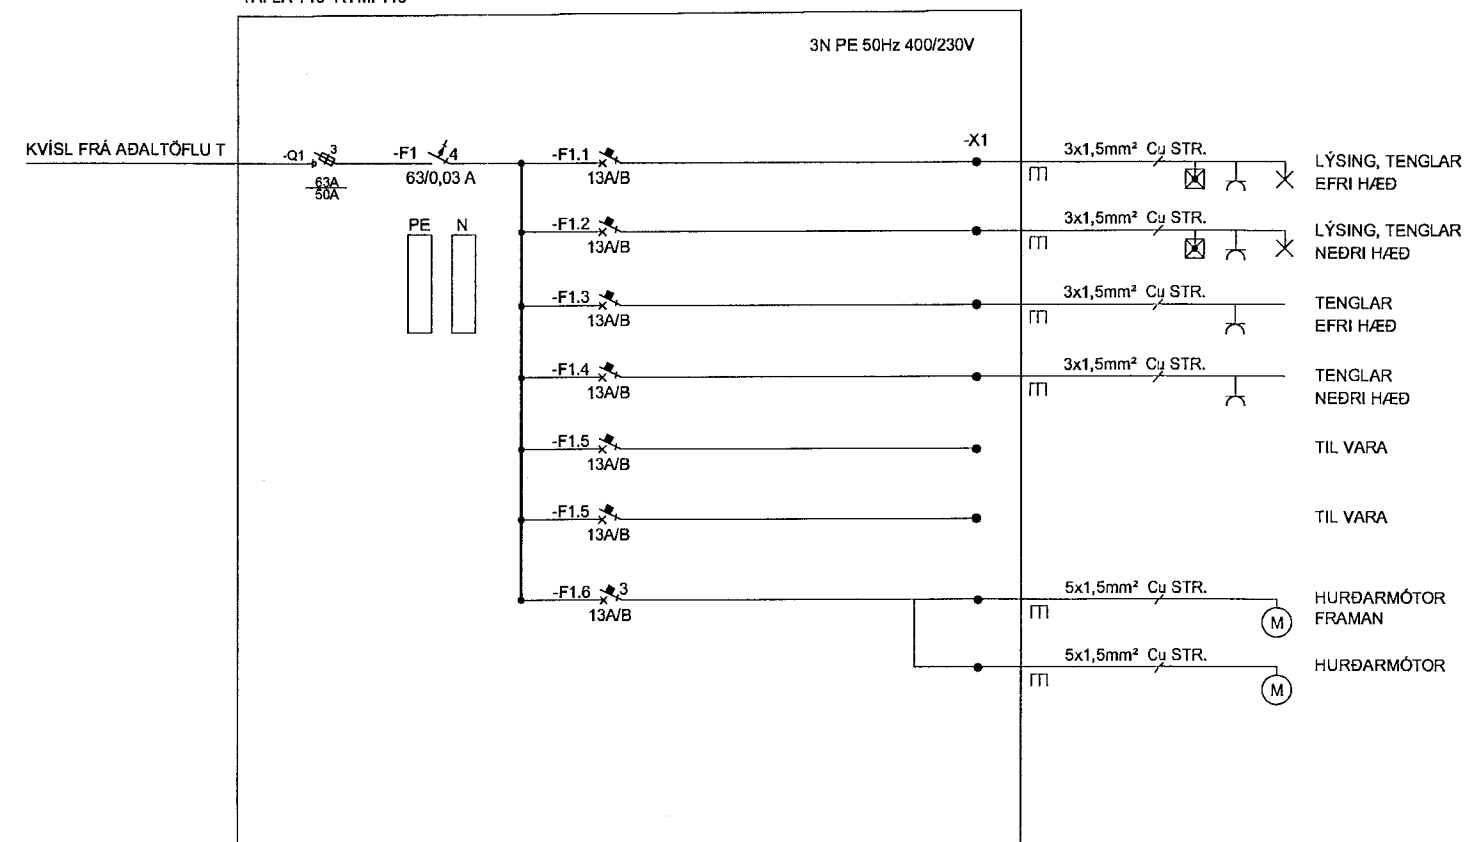 3N PE 50Hz 400/230V
KVÍSL FRÁ AÐALTÖFLU T
-Q1
3
63A
50A
-F1
4
63/0,03 A
PE
N
-X1
-F1.1
13A/B
3x1,5mm² Cu STR.
LÝSING, TENGLAR
EFRI HÆÐ
-F1.2
13A/B
3x1,5mm² Cu STR.
LÝSING, TENGLAR
NEÐRI HÆÐ
-F1.3
13A/B
3x1,5mm² Cu STR.
TENGLAR
EFRI HÆÐ
-F1.4
13A/B
3x1,5mm² Cu STR.
TENGLAR
NEÐRI HÆÐ
-F1.5
13A/B
TIL VARA
-F1.5
13A/B
TIL VARA
-F1.6
3
13A/B
5x1,5mm² Cu STR.
M
HURÐARMÓTOR
FRAMAN
5x1,5mm² Cu STR.
M
HURÐARMÓTOR